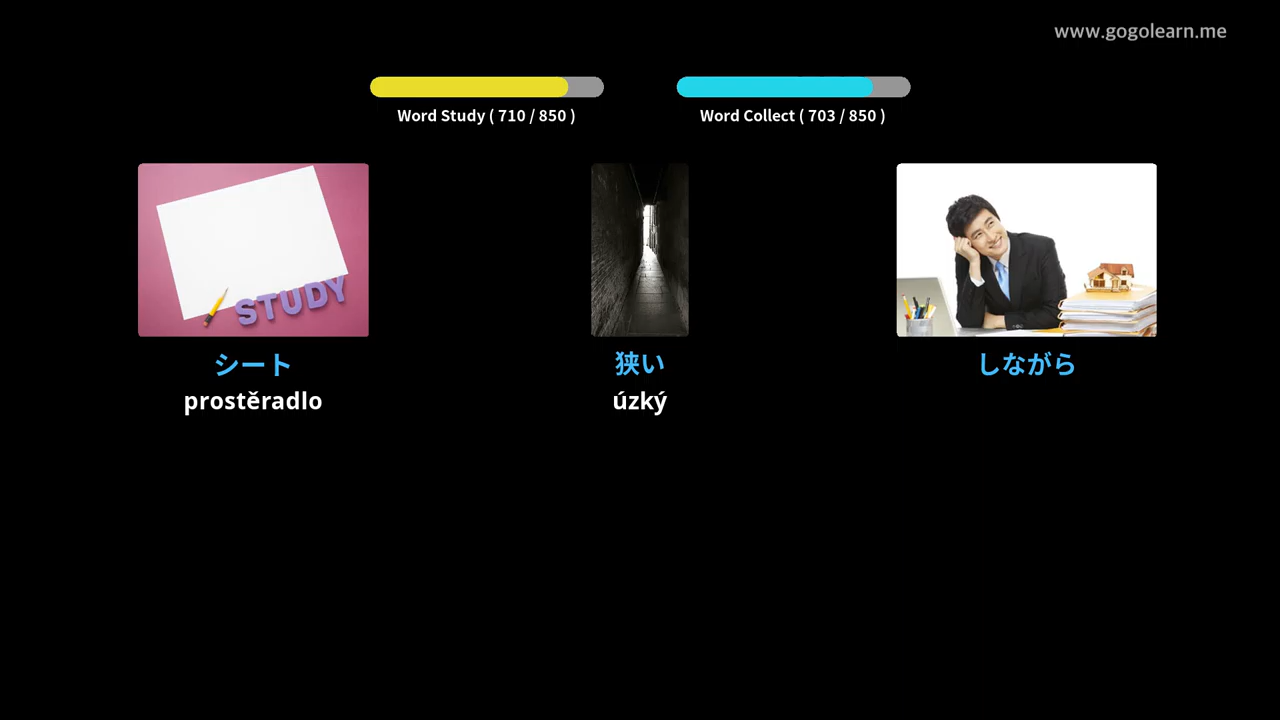 www.gogolearn.me
Word Study ( 710 / 850 )
Word Collect ( 703 / 850 )
STUDY
シート
prostěradlo
狭い
úzký
しながら